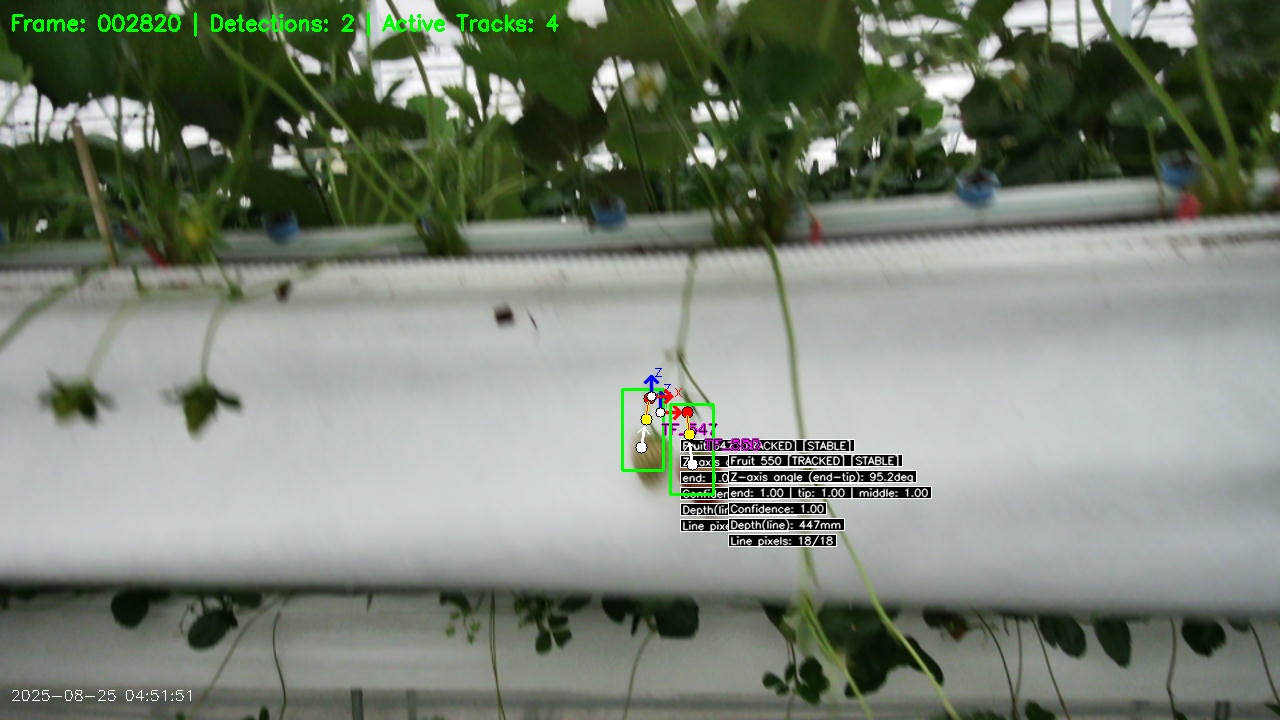 Frame: 002820 | Detections: 2 | Active Tracks: 4
Z
X
Z
TF_547
Fruit 550 [TRACKED] [STABLE]
Z-axis angle (end-tip): 95.2deg
end: 1.00 | tip: 1.00 | middle: 1.00
Confidence: 1.00
Depth(line): 447mm
Line pixels: 18/18
2025-08-25 04:51:51